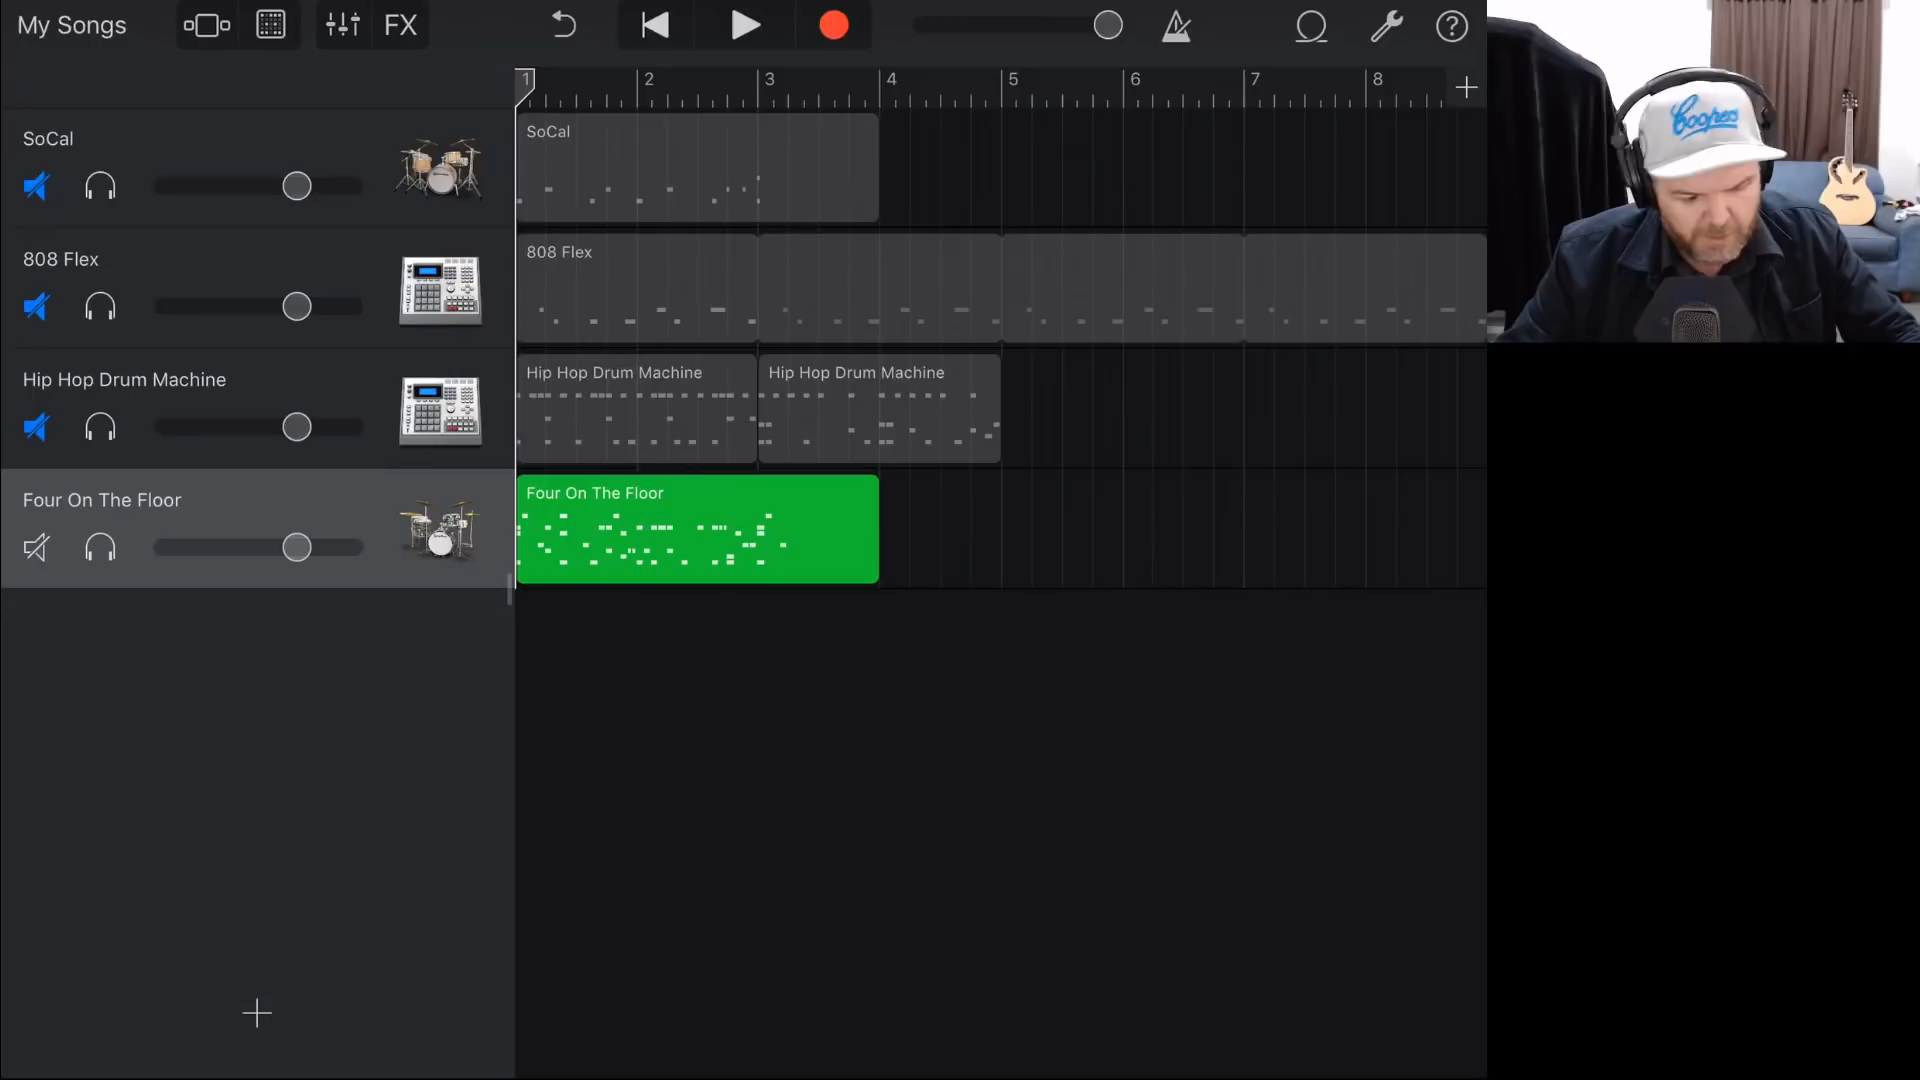 My Songs
FX
1 2 3 4 5 6 7 8
SoCal
SoCal
808 Flex
808 Flex
Hip Hop Drum Machine
Hip Hop Drum Machine
Hip Hop Drum Machine
Four On The Floor
Four On The Floor
Coopers